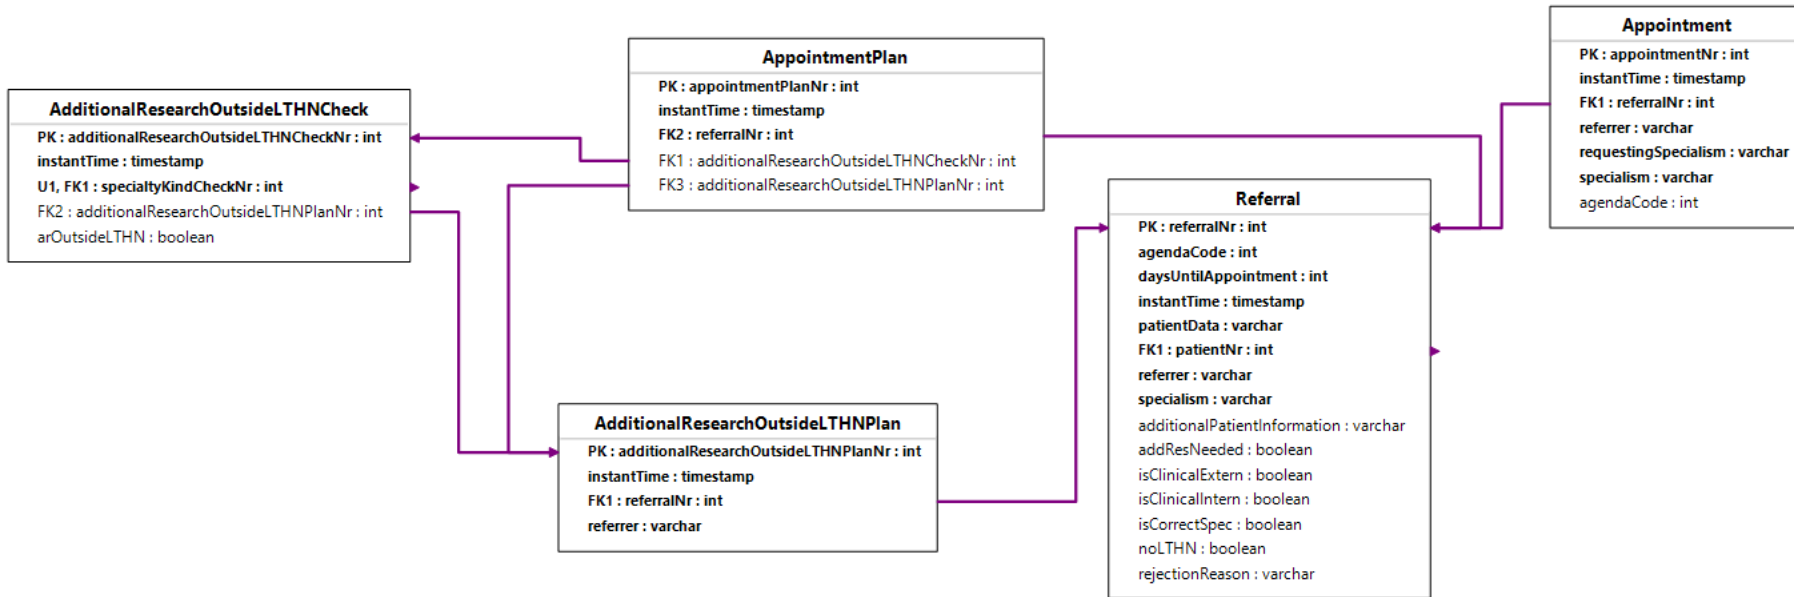 AdditionalResearchOutsideLTHNCheck
PK : additionalResearchOutsideLTHNCheckNr : int
instantTime : timestamp
U1, FK1 : specialtyKindCheckNr : int
FK2 : additionalResearchOutsideLTHNPlanNr : int
arOutsideLTHN : boolean
AppointmentPlan
PK : appointmentPlanNr : int
instantTime : timestamp
FK2 : referralNr : int
FK1 : additionalResearchOutsideLTHNCheckNr : int
FK3 : additionalResearchOutsideLTHNPlanNr : int
Appointment
PK : appointmentNr : int
instantTime : timestamp
FK1 : referralNr : int
referrer : varchar
requestingSpecialism : varchar
specialism : varchar
agendaCode : int
AdditionalResearchOutsideLTHNPlan
PK : additionalResearchOutsideLTHNPlanNr : int
instantTime : timestamp
FK1 : referralNr : int
referrer : varchar
Referral
PK : referralNr : int
agendaCode : int
daysUntilAppointment : int
instantTime : timestamp
patientData : varchar
FK1 : patientNr : int
referrer : varchar
specialism : varchar
additionalPatientInformation : varchar
addResNeeded : boolean
isClinicalExtern : boolean
isClinicalIntern : boolean
isCorrectSpec : boolean
noLTHN : boolean
rejectionReason : varchar